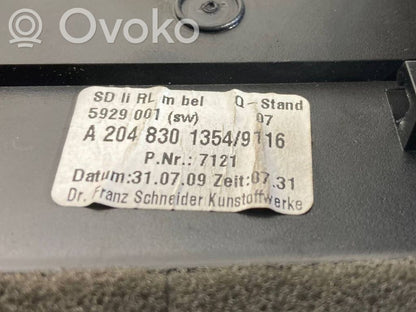 Ovoko
SD li RL m bel Q-Stand
5929 001 (sw) 07
A 204 830 1354/9116
P.Nr.: 7121
Datum:31.07.09 Zeit:07.31
Dr. Franz Schneider Kunstoffwerke